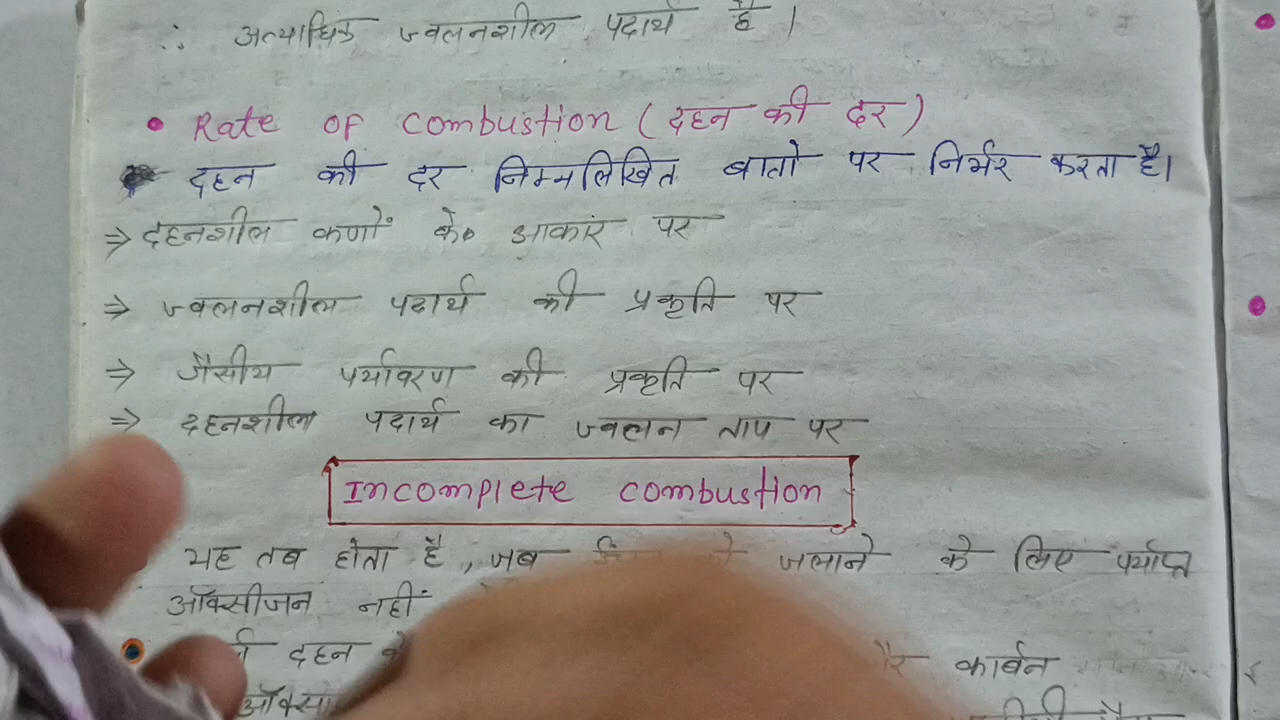 ∴ अत्याधिक ज्वलनशील पदार्थ है।
• Rate of combustion (दहन की दर)
दहन की दर निम्नलिखित बातो पर निर्भर करता है।
⇒ दहनशील कणों के आकार पर
⇒ ज्वलनशील पदार्थ की प्रकृति पर
⇒ जैसीय पर्यावरण की प्रकृति पर
⇒ दहनशील पदार्थ का ज्वलन ताप पर
Incomplete combustion
यह तब होता है, जब जलाने के लिए पर्याप्त
ऑक्सीजन नहीं
दहन कार्बन